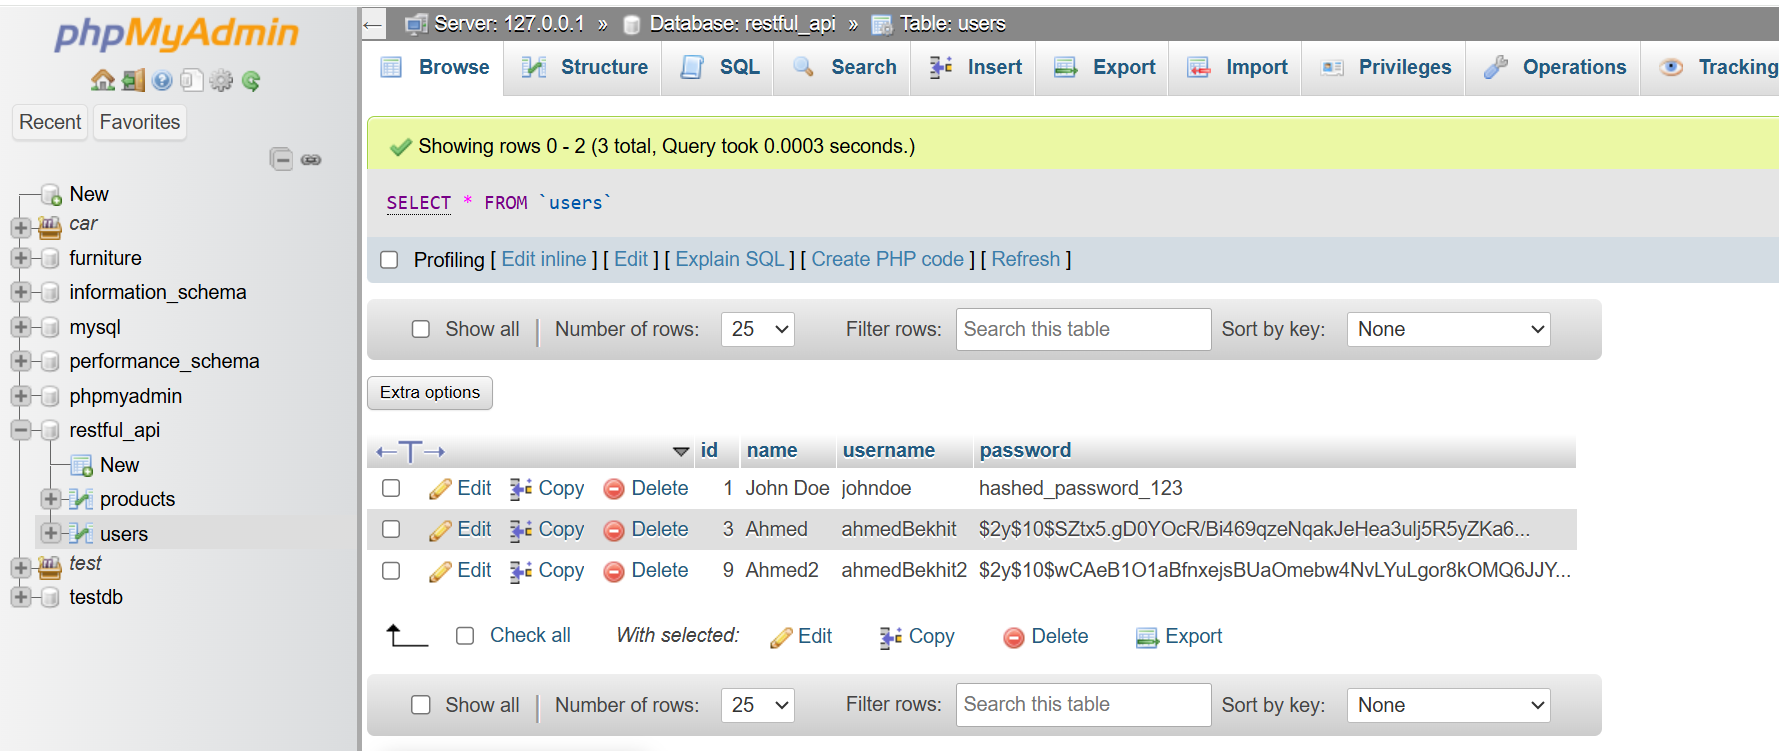 phpMyAdmin
Recent Favorites
New
car
furniture
information_schema
mysql
performance_schema
phpmyadmin
restful_api
New
products
users
test
testdb
Server: 127.0.0.1 » Database: restful_api » Table: users
Browse Structure SQL Search Insert Export Import Privileges Operations Tracking
Showing rows 0 - 2 (3 total, Query took 0.0003 seconds.)
SELECT * FROM `users`
Profiling [ Edit inline ] [ Edit ] [ Explain SQL ] [ Create PHP code ] [ Refresh ]
Show all | Number of rows: 25 Filter rows: Search this table Sort by key: None
Extra options
←T→ id name username password
Edit Copy Delete 1 John Doe johndoe hashed_password_123
Edit Copy Delete 3 Ahmed ahmedBekhit $2y$10$SZtx5.gD0YOcR/Bi469qzeNqakJeHea3ulj5R5yZKa6...
Edit Copy Delete 9 Ahmed2 ahmedBekhit2 $2y$10$wCAeB1O1aBfnxejsBUaOmebw4NvLYuLgor8kOMQ6JJY...
Check all With selected: Edit Copy Delete Export
Show all | Number of rows: 25 Filter rows: Search this table Sort by key: None